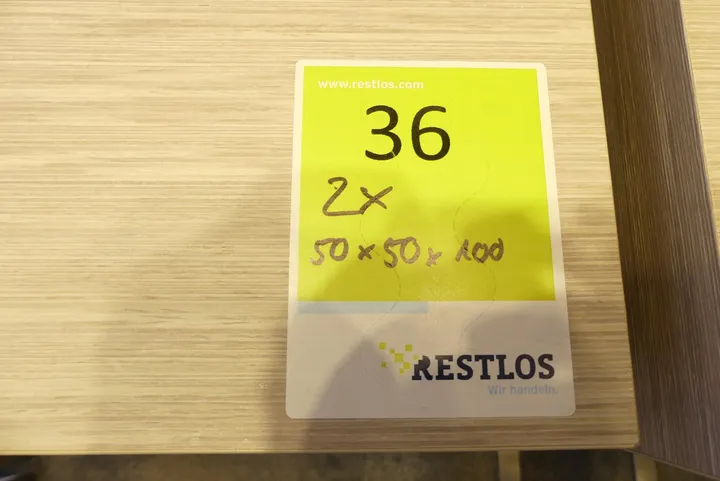 www.restlos.com
36
2x
50x50x100
RESTLOS
Wir handeln.